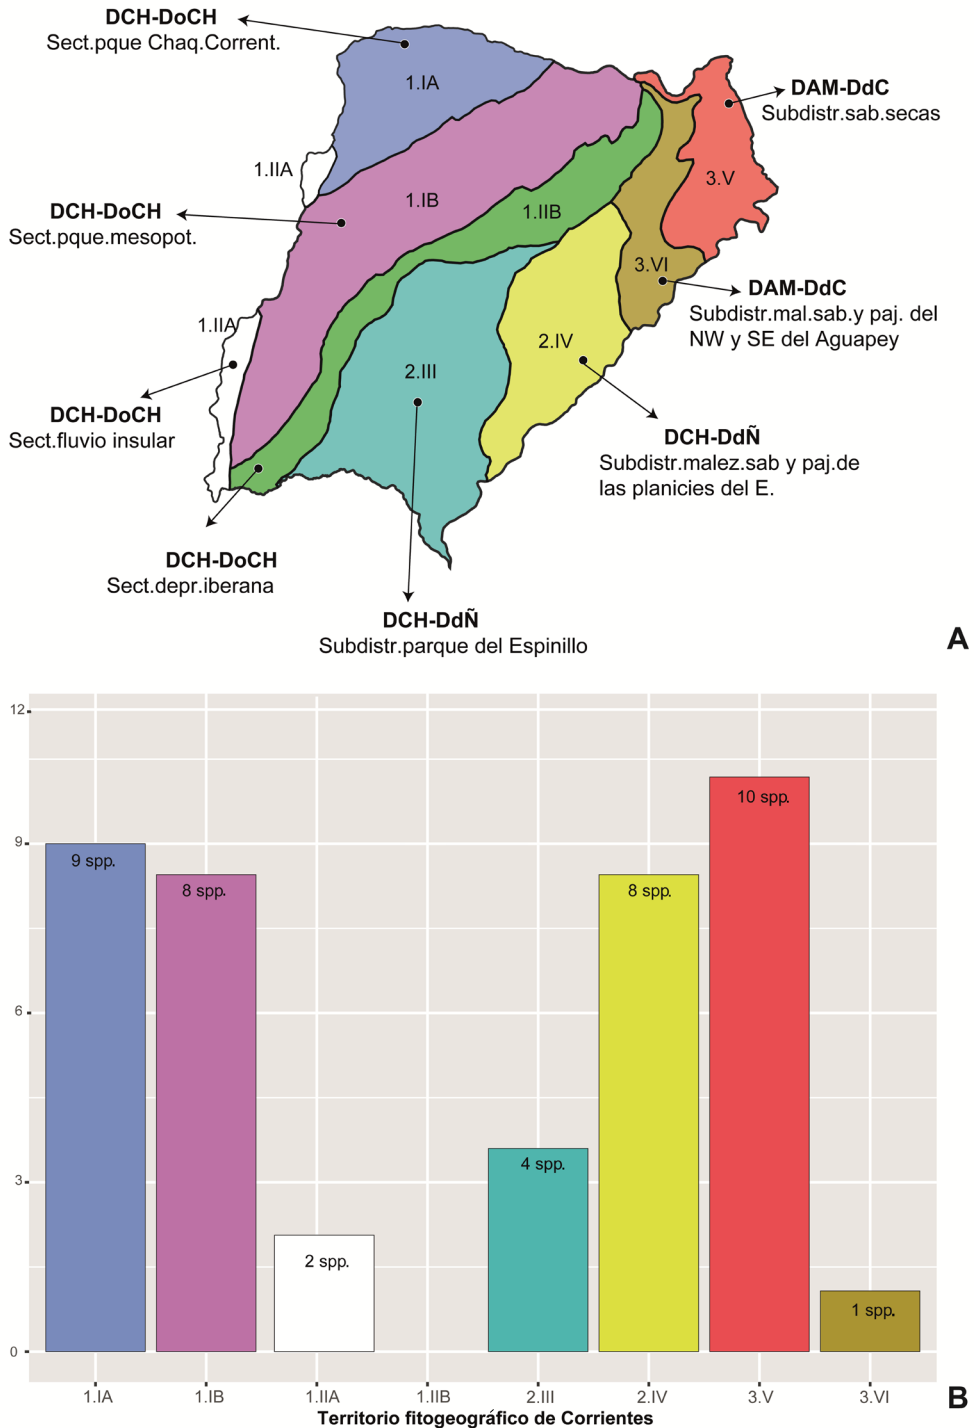 DCH-DoCH
Sect.pque Chaq.Corrent.
1.IA
DAM-DdC
Subdistr.sab.secas
1.IIA
3.V
1.IB
1.IIB
DCH-DoCH
Sect.pque.mesopot.
3.VI
DAM-DdC
Subdistr.mal.sab.y paj. del
NW y SE del Aguapey
1.IIA
2.IV
2.III
DCH-DoCH
Sect.fluvio insular
DCH-DdÑ
Subdistr.malez.sab y paj.de
las planicies del E.
DCH-DoCH
Sect.depr.iberana
DCH-DdÑ
Subdistr.parque del Espinillo
A
12
9
6
3
0
9 spp.
8 spp.
2 spp.
4 spp.
8 spp.
10 spp.
1 spp.
1.IA
1.IB
1.IIA
1.IIB
2.III
2.IV
3.V
3.VI
Territorio fitogeográfico de Corrientes
B